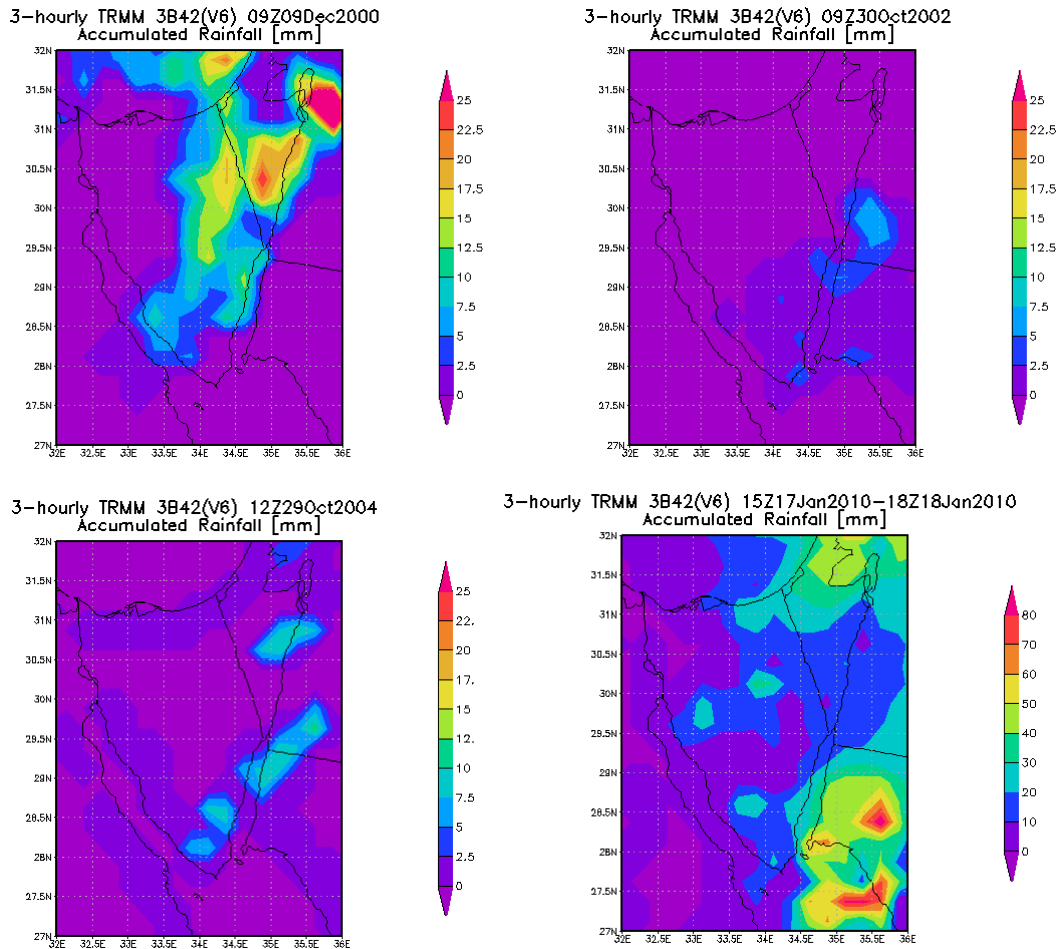 3-hourly TRMM 3B42(V6) 09Z09Dec2000
Accumulated Rainfall [mm]
32N
31.5N
31N
30.5N
30N
29.5N
29N
28.5N
28N
27.5N
27N
32E 32.5E 33E 33.5E 34E 34.5E 35E 35.5E 36E
25
22.5
20
17.5
15
12.5
10
7.5
5
2.5
0
3-hourly TRMM 3B42(V6) 09Z30Oct2002
Accumulated Rainfall [mm]
32N
31.5N
31N
30.5N
30N
29.5N
29N
28.5N
28N
27.5N
27N
32E 32.5E 33E 33.5E 34E 34.5E 35E 35.5E 36E
25
22.5
20
17.5
15
12.5
10
7.5
5
2.5
0
3-hourly TRMM 3B42(V6) 12Z29Oct2004
Accumulated Rainfall [mm]
32N
31.5N
31N
30.5N
30N
29.5N
29N
28.5N
28N
27.5N
27N
32E 32.5E 33E 33.5E 34E 34.5E 35E 35.5E 36E
25
22.
20
17.
15
12.
10
7.5
5
2.5
0
3-hourly TRMM 3B42(V6) 15Z17Jan2010-18Z18Jan2010
Accumulated Rainfall [mm]
32N
31.5N
31N
30.5N
30N
29.5N
29N
28.5N
28N
27.5N
27N
32E 32.5E 33E 33.5E 34E 34.5E 35E 35.5E 36E
80
70
60
50
40
30
20
10
0